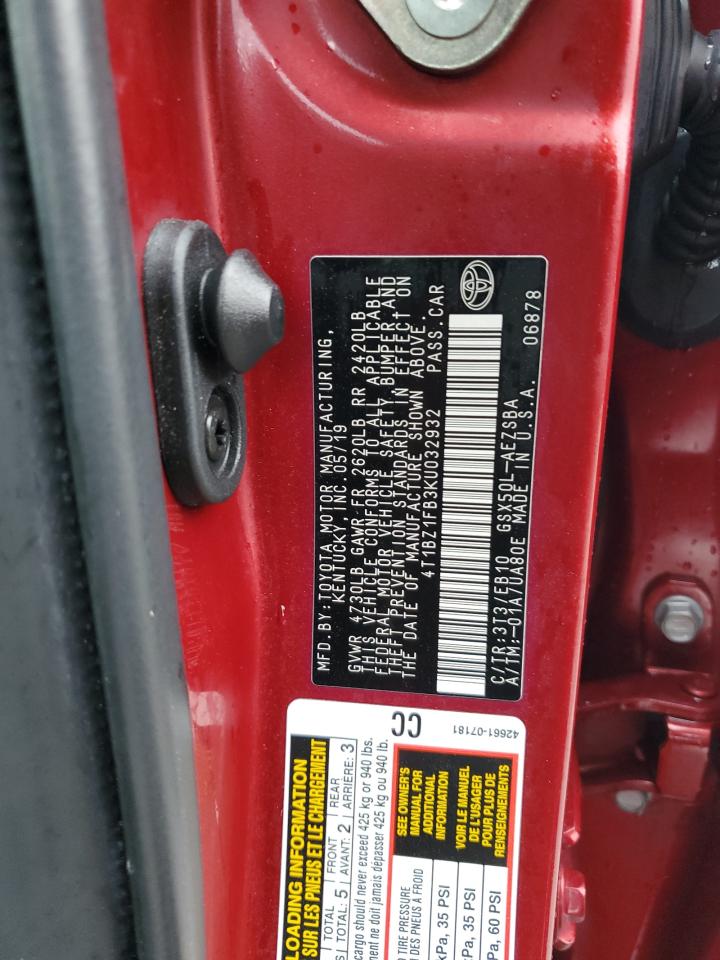 MFD.BY:TOYOTA MOTOR MANUFACTURING,
KENTUCKY, INC. 05/19
GVWR 4730LB GAWR FR 2620LB RR 2420LB
THIS VEHICLE CONFORMS TO ALL APPLICABLE
FEDERAL MOTOR VEHICLE SAFETY, BUMPER, AND
THEFT PREVENTION STANDARDS IN EFFECT ON
THE DATE OF MANUFACTURE SHOWN ABOVE.
4T1BZ1FB3KU032932 PASS.CAR
C/TR:3T3/EB10 GSX50L-AEZSBA
A/TM:-01A/UA80E MADE IN U.S.A. 06878
LOADING INFORMATION
SUR LES PNEUS ET LE CHARGEMENT
TOTAL FRONT REAR
TOTAL: 5 AVANT: 2 ARRIÈRE: 3
cargo should never exceed 425 kg or 940 lbs.
ne doit jamais dépasser 425 kg ou 940 lb.
CC
42661-07181
TIRE PRESSURE
DES PNEUS À FROID
kPa, 35 PSI
kPa, 35 PSI
kPa, 60 PSI
SEE OWNER'S
MANUAL FOR
ADDITIONAL
INFORMATION
VOIR LE MANUEL
DE L'USAGER
POUR PLUS DE
RENSEIGNEMENTS